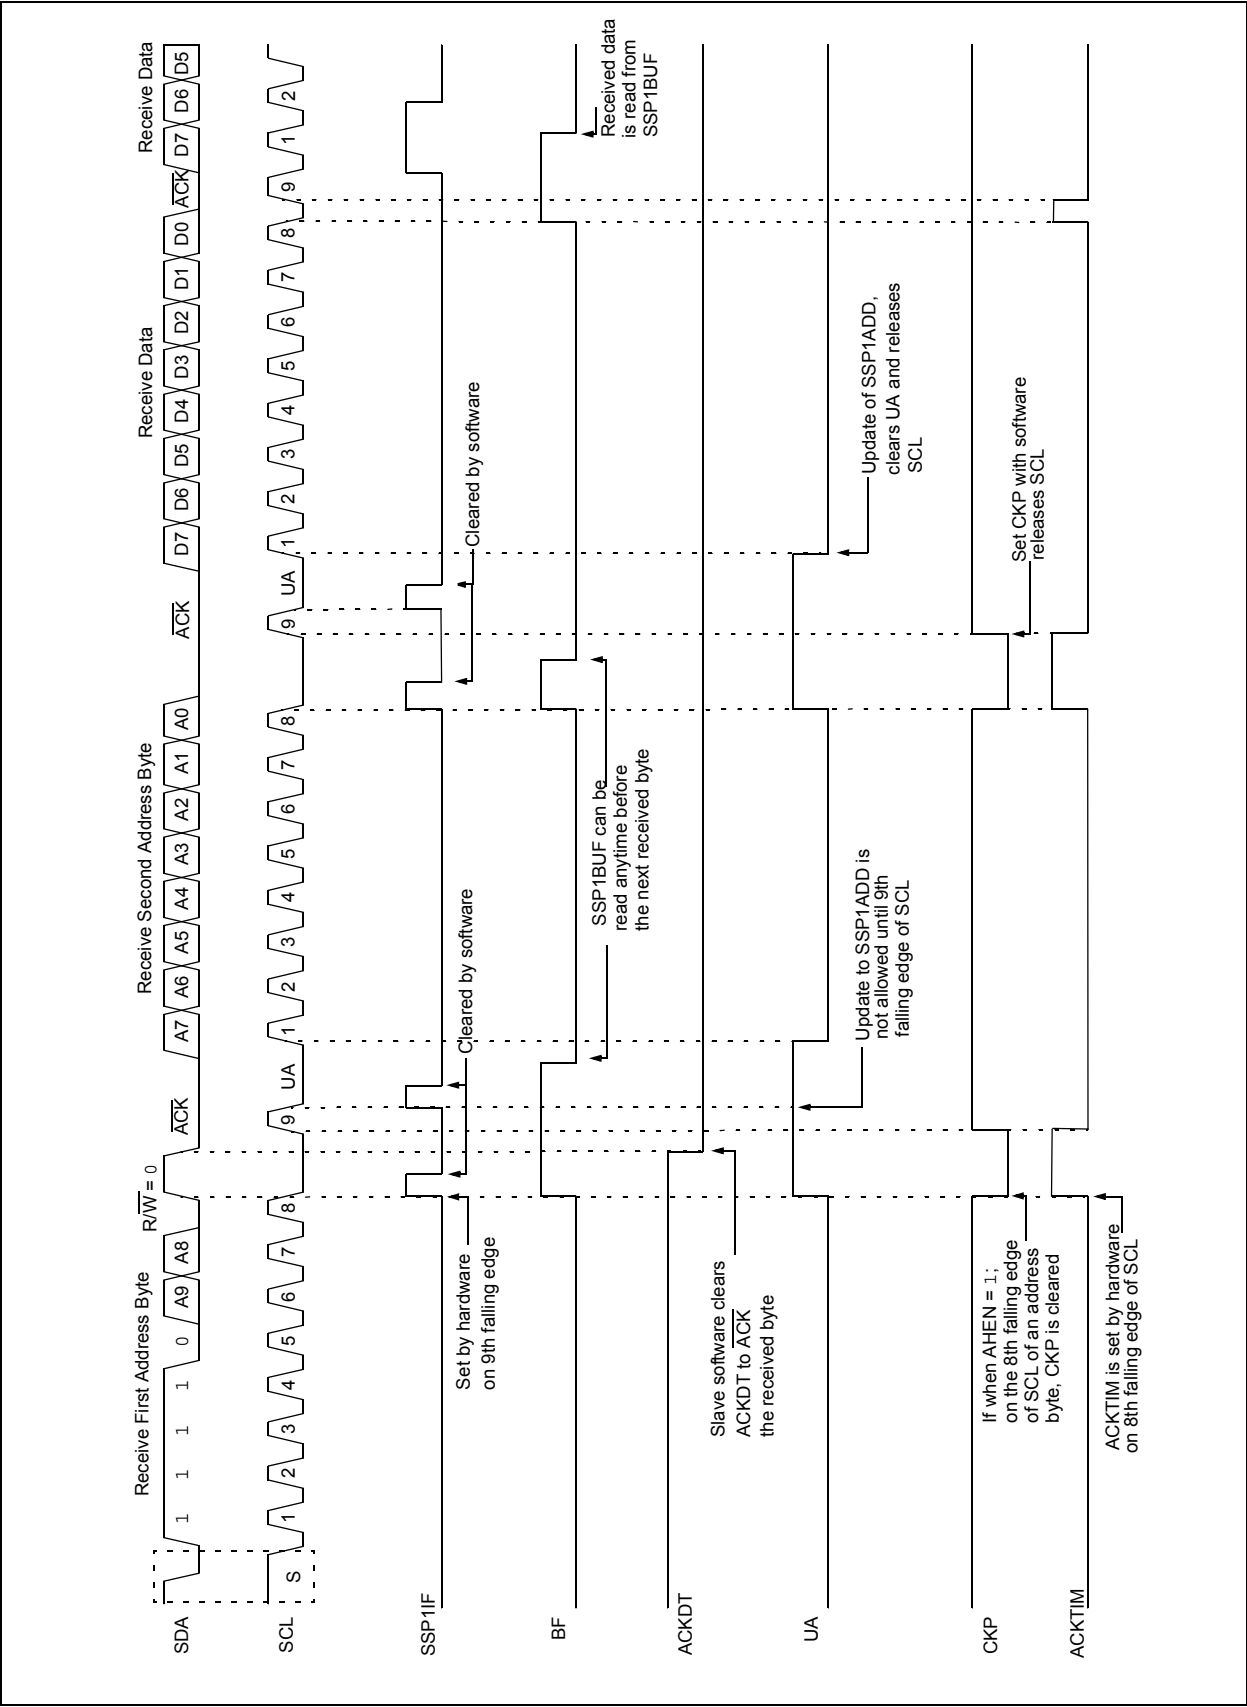 Receive First Address Byte
R/W = 0
Receive Second Address Byte
Receive Data
Receive Data
SDA
1 1 1 1 0 A9 A8
ACK
A7 A6 A5 A4 A3 A2 A1 A0
ACK
D7 D6 D5 D4 D3 D2 D1 D0
ACK
D7 D6 D5
SCL
S
1 2 3 4 5 6 7 8 9 UA 1 2 3 4 5 6 7 8 9 UA 1 2 3 4 5 6 7 8 9 1 2
SSP1IF
Set by hardware
on 9th falling edge
Cleared by software
Cleared by software
BF
SSP1BUF can be
read anytime before
the next received byte
Received data
is read from
SSP1BUF
ACKDT
Slave software clears
ACKDT to ACK
the received byte
UA
Update to SSP1ADD is
not allowed until 9th
falling edge of SCL
Update of SSP1ADD,
clears UA and releases
SCL
CKP
If when AHEN = 1;
on the 8th falling edge
of SCL of an address
byte, CKP is cleared
Set CKP with software
releases SCL
ACKTIM
ACKTIM is set by hardware
on 8th falling edge of SCL